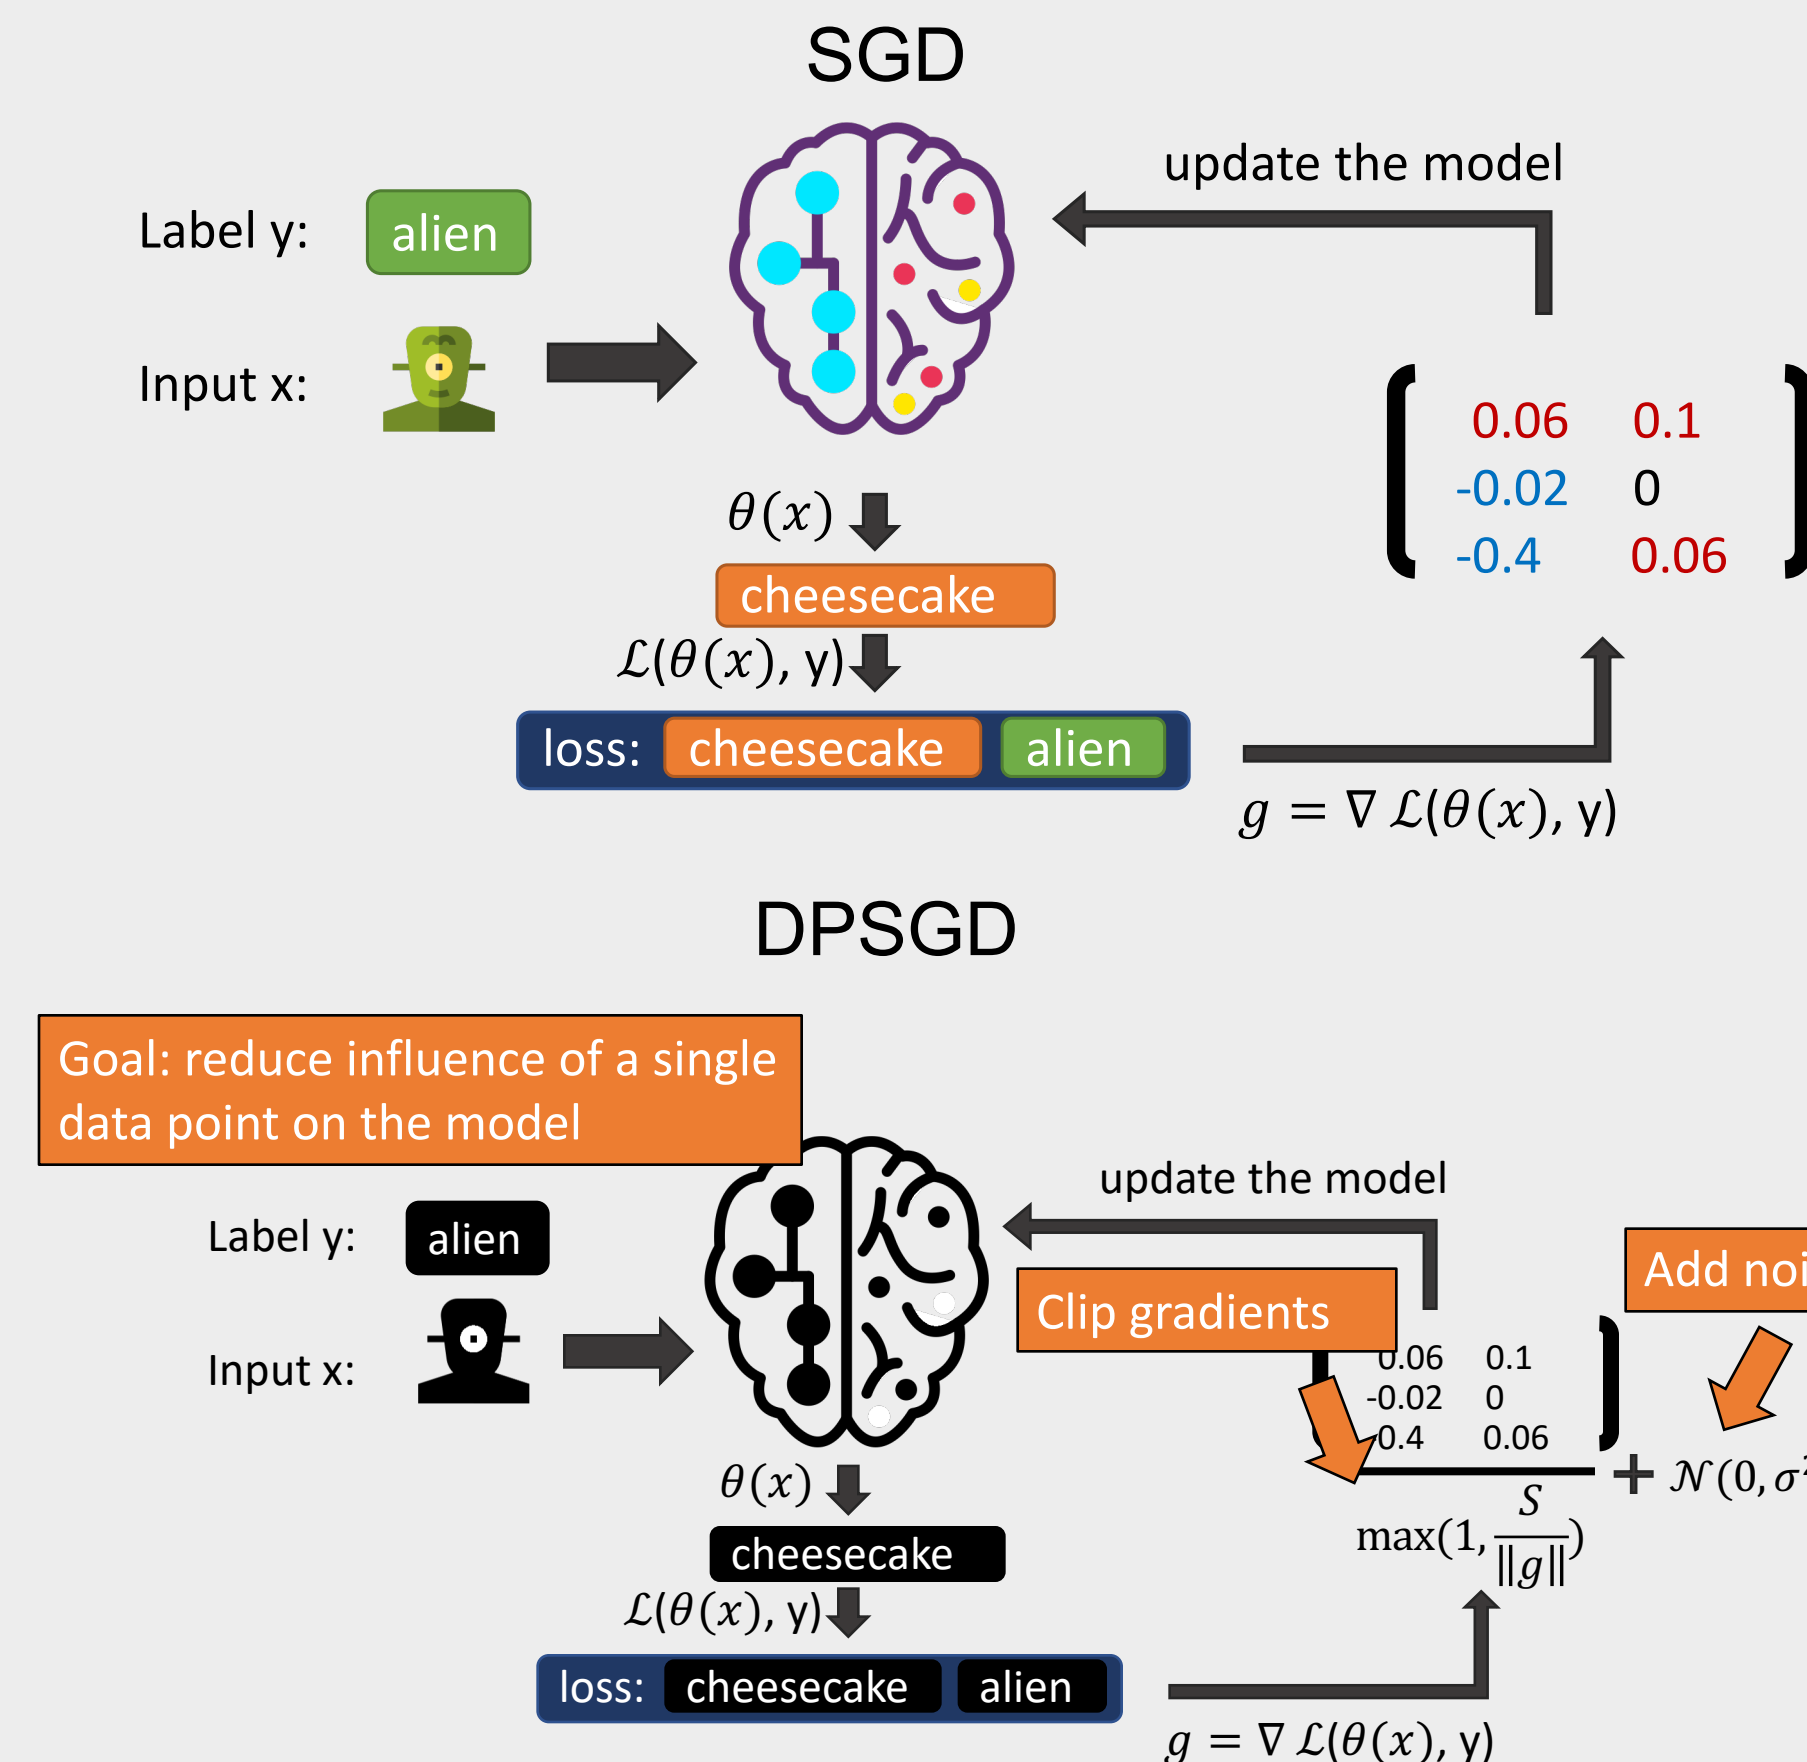 SGD
update the model
Label y: alien
Input x:
0.06 0.1
-0.02 0
-0.4 0.06
θ(x)
cheesecake
ℒ(θ(x), y)
loss: cheesecake alien
g = ∇ ℒ(θ(x), y)
DPSGD
Goal: reduce influence of a single
data point on the model
update the model
Label y: alien
Add
Clip gradients
Input x:
0.06 0.1
-0.02 0
0.4 0.06
+ 𝒩(0, σ²
max(1, S/‖g‖)
θ(x)
cheesecake
ℒ(θ(x), y)
loss: cheesecake alien
g = ∇ ℒ(θ(x), y)